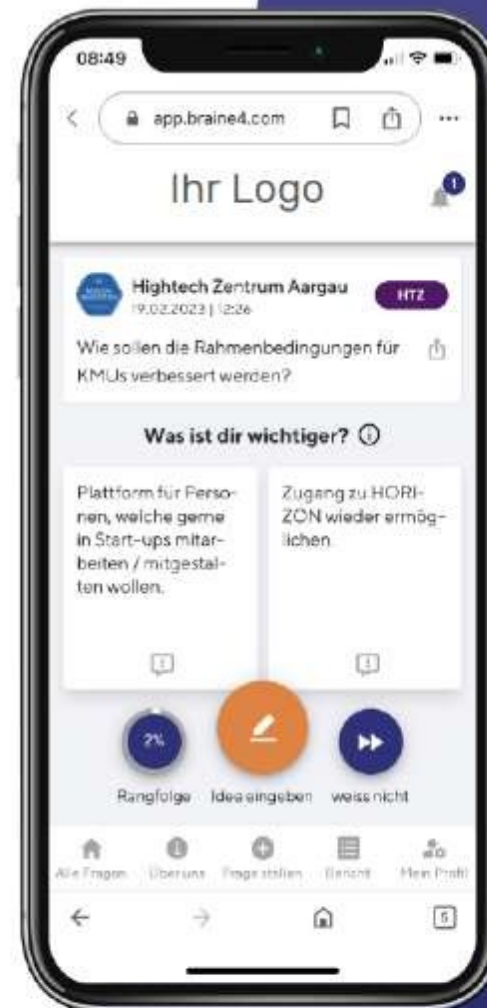 08:49
app.braine4.com
Ihr Logo
1
Hightech Zentrum Aargau
HTZ
19.02.2023 | 12:26
Wie sollen die Rahmenbedingungen für
KMUs verbessert werden?
Was ist dir wichtiger?
Plattform für Perso-
nen, welche gerne
in Start-ups mitar-
beiten / mitgestal-
ten wollen.
Zugang zu HORI-
ZON wieder ermög-
lichen.
2%
Rangfolge
Idea eingeben
weiss nicht
Alle Fragen
Über uns
Frage stellen
Bericht
Mein Profil
5